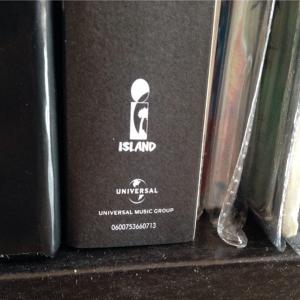 ISLAND
UNIVERSAL
UNIVERSAL MUSIC GROUP
0600753660713